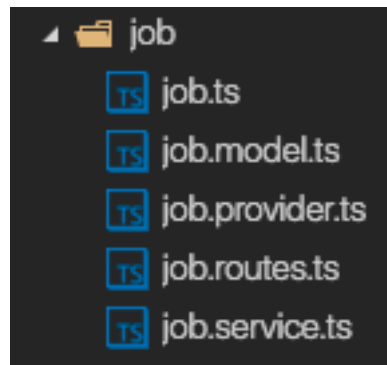 job
TS job.ts
TS job.model.ts
TS job.provider.ts
TS job.routes.ts
TS job.service.ts